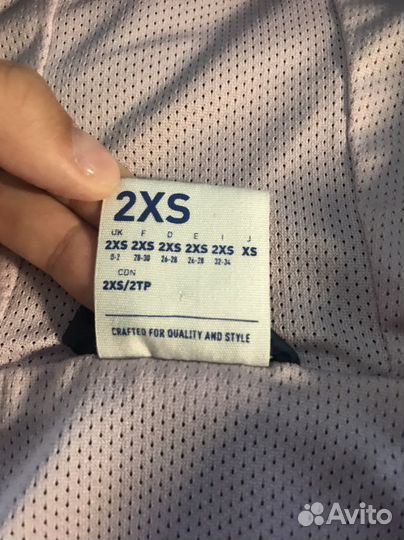 2XS
UK F D E I J
2XS 2XS 2XS 2XS 2XS XS
0-2 28-30 26-28 26-28 32-34
CDN
2XS/2TP
CRAFTED FOR QUALITY AND STYLE
Avito